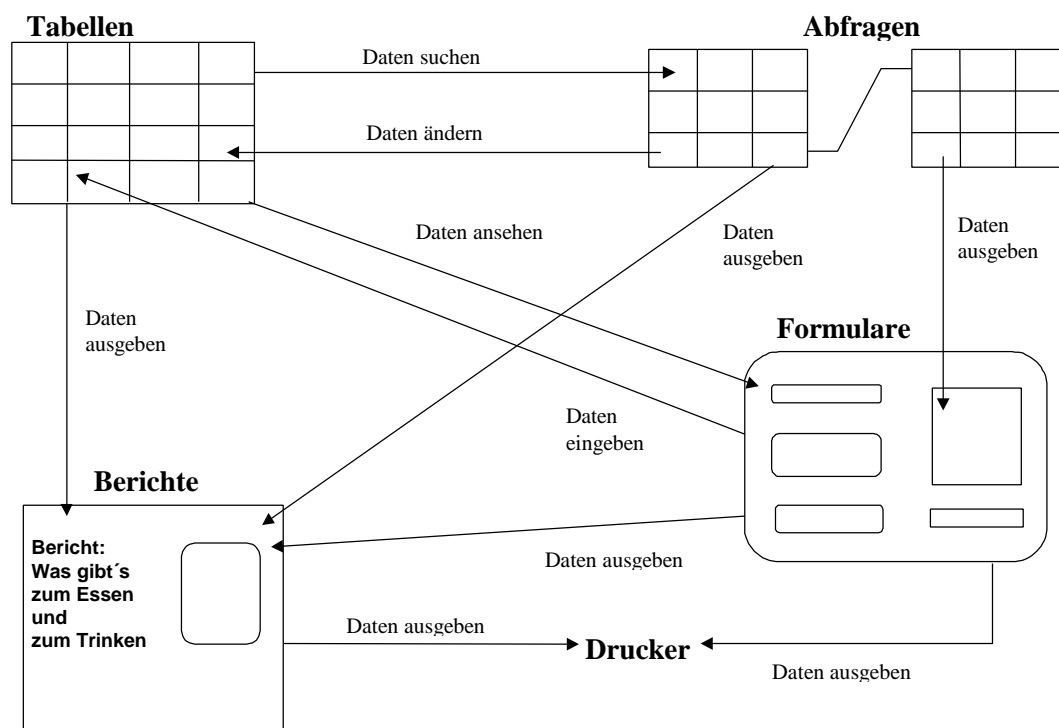 Tabellen
Abfragen
Daten suchen
Daten ändern
Daten ansehen
Daten
ausgeben
Daten
ausgeben
Daten
ausgeben
Formulare
Daten
eingeben
Berichte
Bericht:
Was gibt´s
zum Essen
und
zum Trinken
Daten ausgeben
Daten ausgeben
Drucker
Daten ausgeben